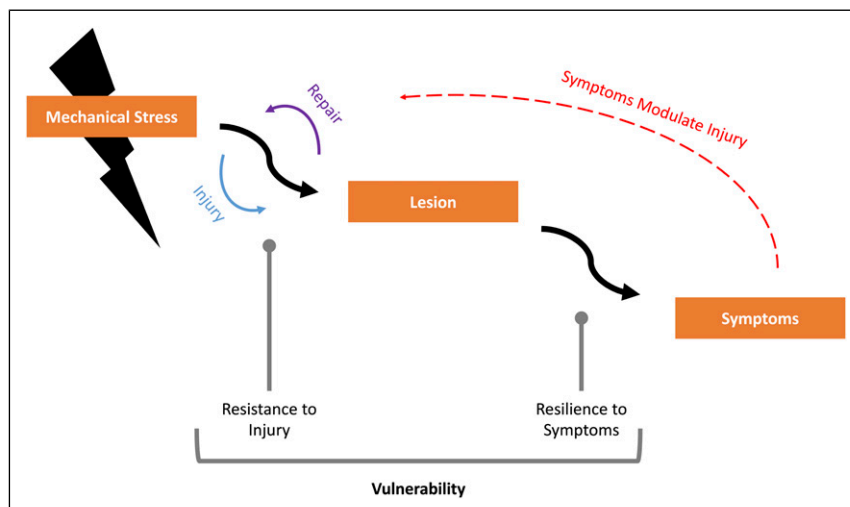 Mechanical Stress
Repair
Symptoms Modulate Injury
Injury
Lesion
Symptoms
Resistance to
Injury
Resilience to
Symptoms
Vulnerability